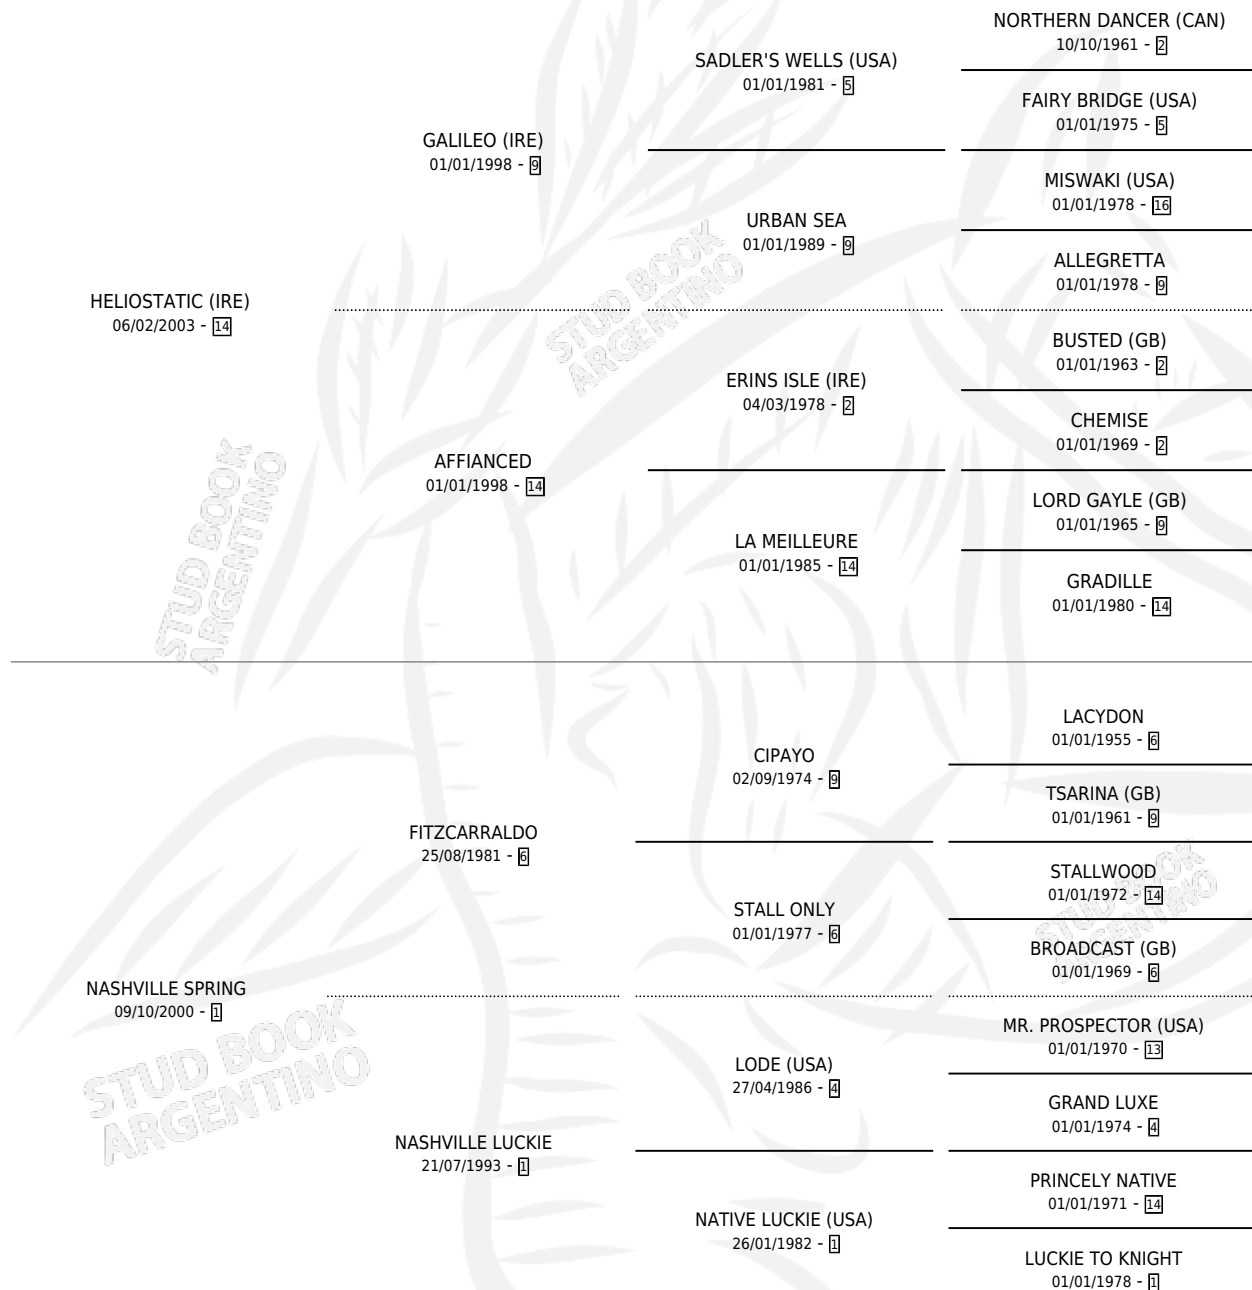 NORTHERN DANCER (CAN)
10/10/1961 - 2
SADLER'S WELLS (USA)
01/01/1981 - 5
FAIRY BRIDGE (USA)
01/01/1975 - 5
GALILEO (IRE)
01/01/1998 - 9
MISWAKI (USA)
01/01/1978 - 16
URBAN SEA
01/01/1989 - 9
ALLEGRETTA
01/01/1978 - 9
HELIOSTATIC (IRE)
06/02/2003 - 14
BUSTED (GB)
01/01/1963 - 2
ERINS ISLE (IRE)
04/03/1978 - 2
CHEMISE
01/01/1969 - 2
AFFIANCED
01/01/1998 - 14
LORD GAYLE (GB)
01/01/1965 - 9
LA MEILLEURE
01/01/1985 - 14
GRADILLE
01/01/1980 - 14
LACYDON
01/01/1955 - 6
CIPAYO
02/09/1974 - 9
TSARINA (GB)
01/01/1961 - 9
FITZCARRALDO
25/08/1981 - 6
STALLWOOD
01/01/1972 - 14
STALL ONLY
01/01/1977 - 6
BROADCAST (GB)
01/01/1969 - 6
NASHVILLE SPRING
09/10/2000 - 1
MR. PROSPECTOR (USA)
01/01/1970 - 13
LODE (USA)
27/04/1986 - 4
GRAND LUXE
01/01/1974 - 4
NASHVILLE LUCKIE
21/07/1993 - 1
PRINCELY NATIVE
01/01/1971 - 14
NATIVE LUCKIE (USA)
26/01/1982 - 1
LUCKIE TO KNIGHT
01/01/1978 - 1
STUD BOOK
ARGENTINO
STUD BOOK
ARGENTINO
STUD BOOK
ARGENTINO
STUD BOOK
ARGENTINO